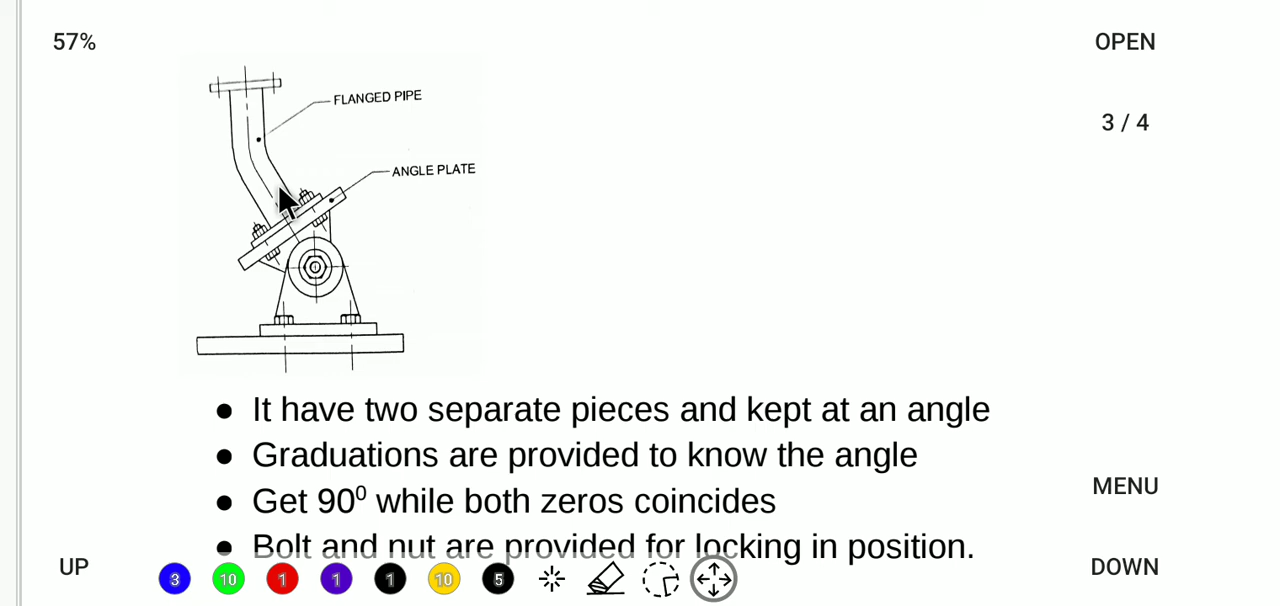 57%
OPEN
FLANGED PIPE
3 / 4
ANGLE PLATE
● It have two separate pieces and kept at an angle
● Graduations are provided to know the angle
● Get 90⁰ while both zeros coincides
● Bolt and nut are provided for locking in position.
MENU
UP
DOWN
3 10 1 1 1 10 5